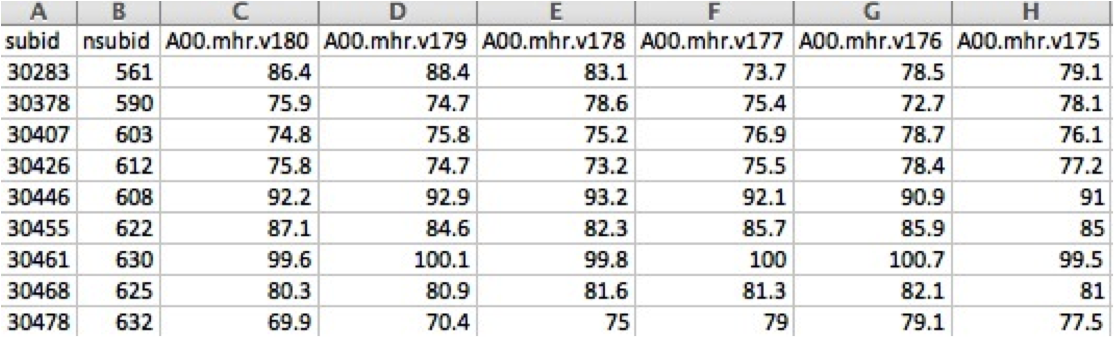 A B C D E F G H
subid nsubid A00.mhr.v180 A00.mhr.v179 A00.mhr.v178 A00.mhr.v177 A00.mhr.v176 A00.mhr.v175
30283 561 86.4 88.4 83.1 73.7 78.5 79.1
30378 590 75.9 74.7 78.6 75.4 72.7 78.1
30407 603 74.8 75.8 75.2 76.9 78.7 76.1
30426 612 75.8 74.7 73.2 75.5 78.4 77.2
30446 608 92.2 92.9 93.2 92.1 90.9 91
30455 622 87.1 84.6 82.3 85.7 85.9 85
30461 630 99.6 100.1 99.8 100 100.7 99.5
30468 625 80.3 80.9 81.6 81.3 82.1 81
30478 632 69.9 70.4 75 79 79.1 77.5